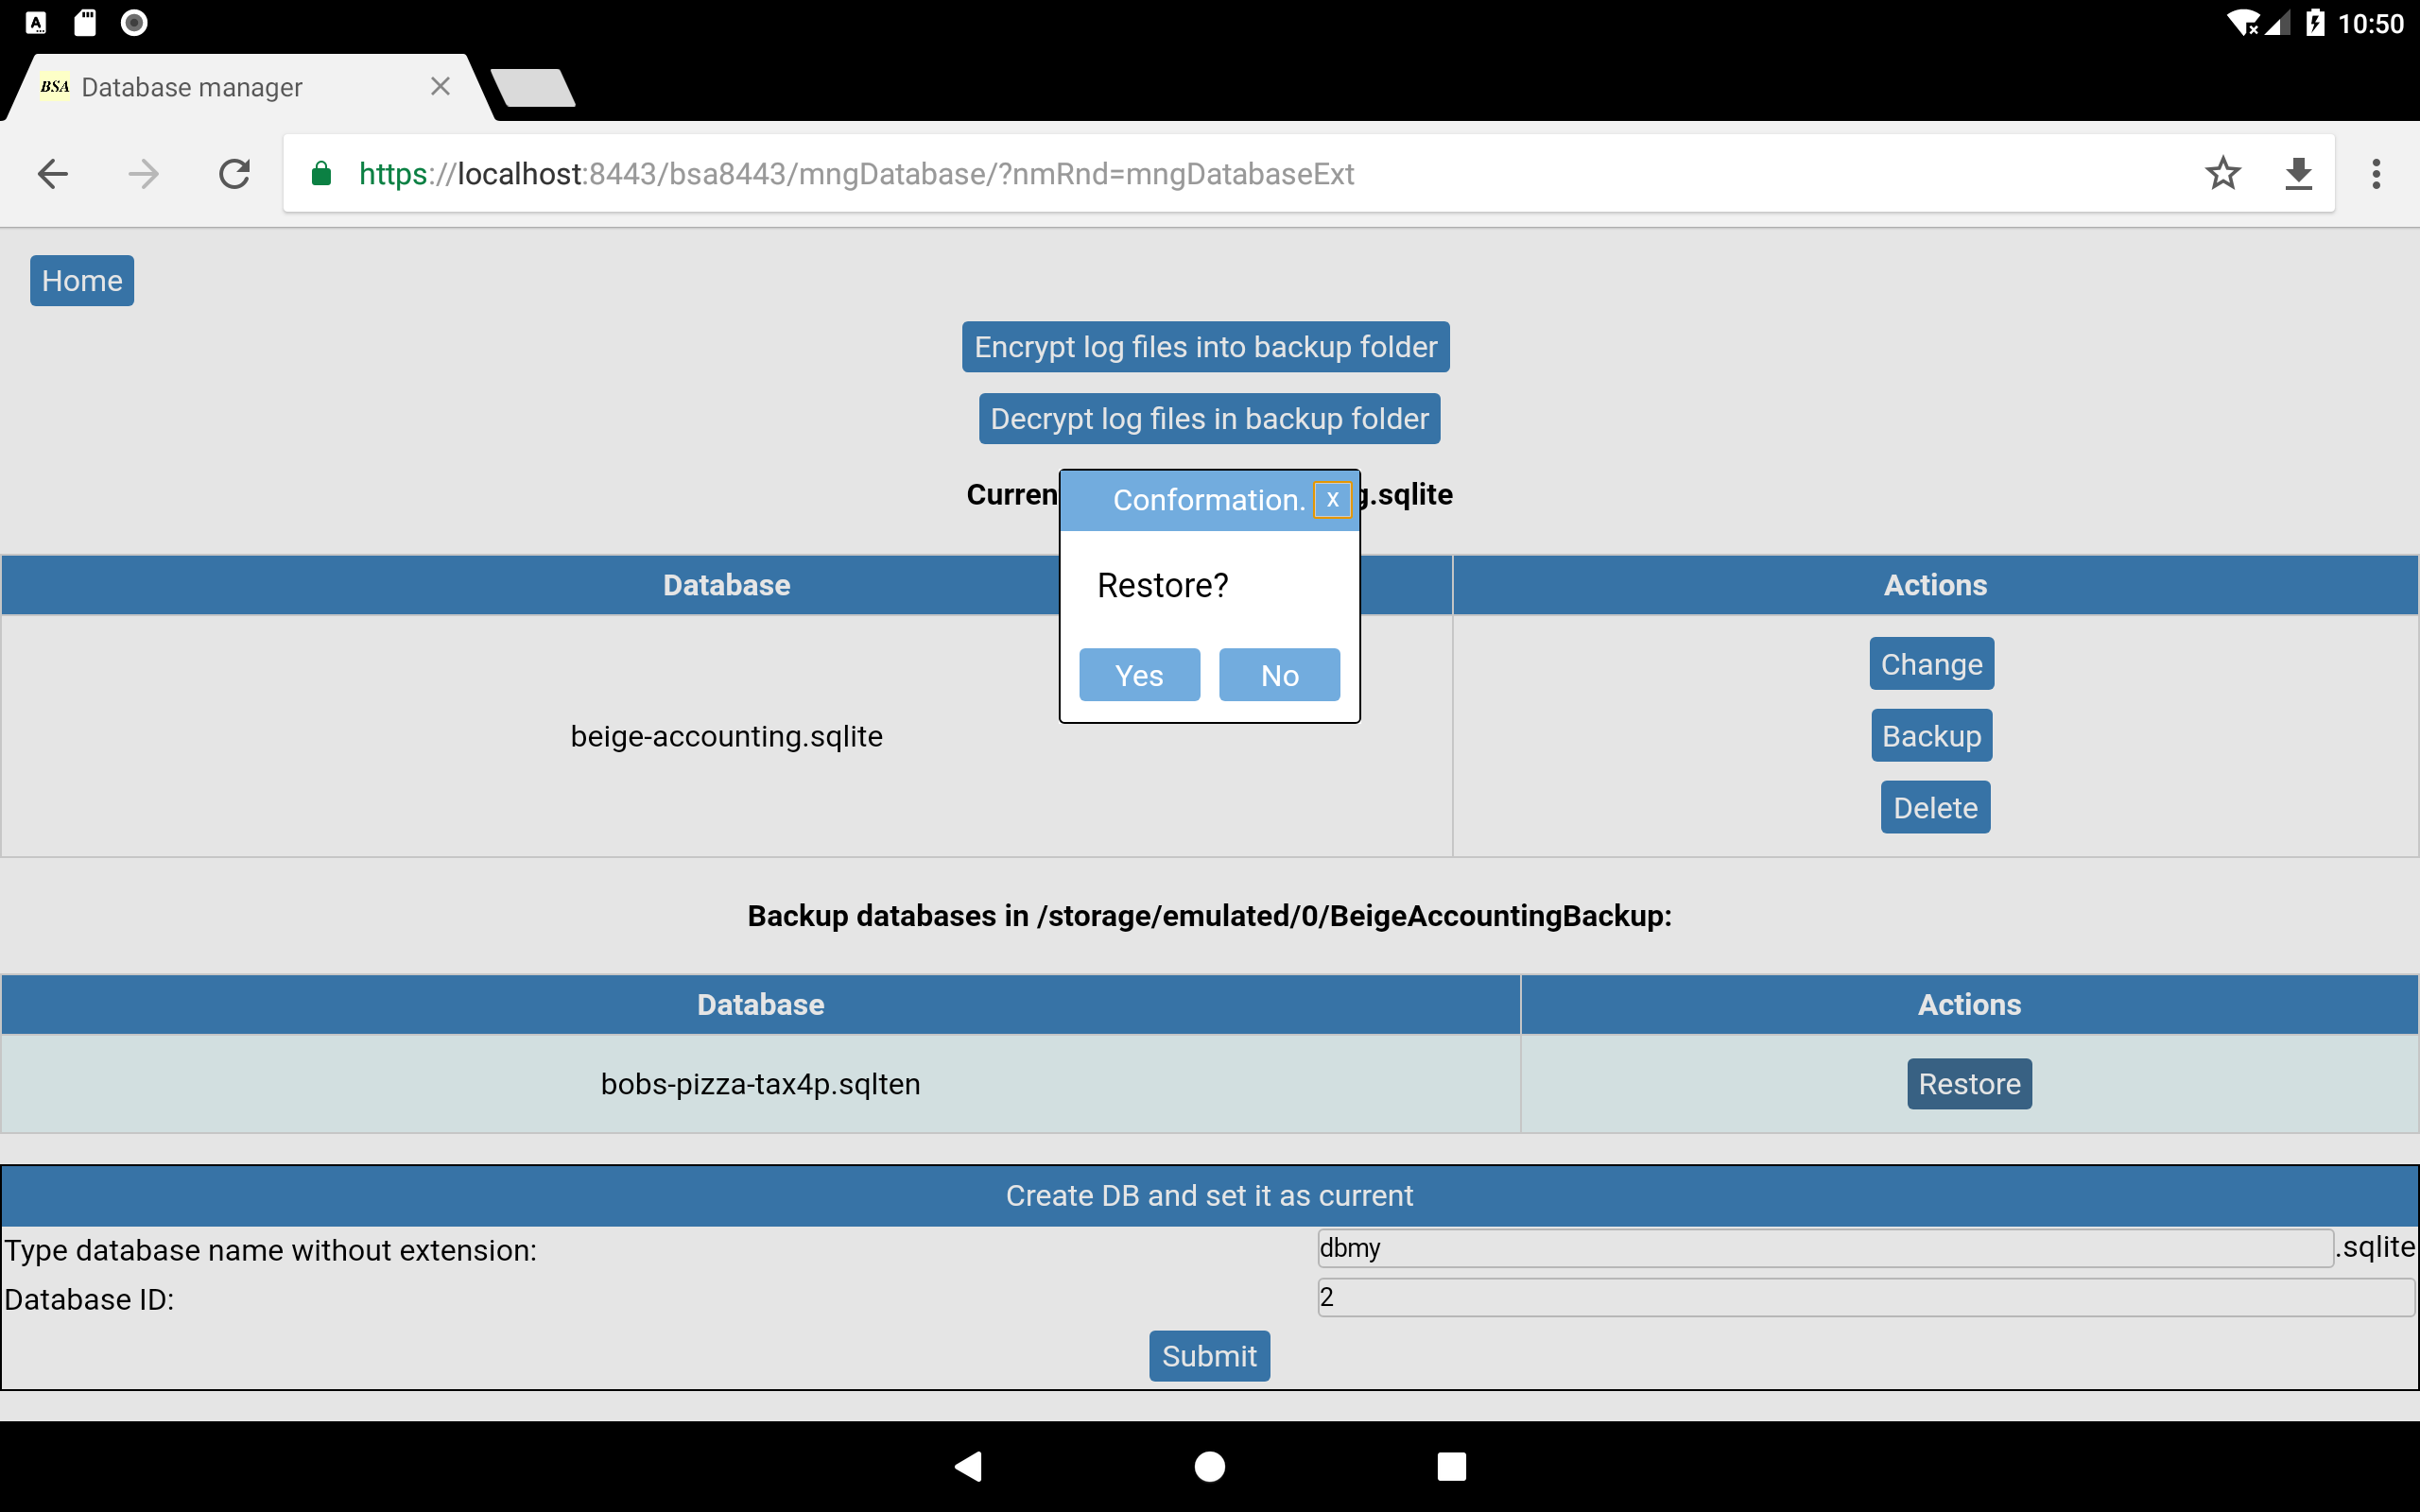 10:50
BSA Database manager
https://localhost:8443/bsa8443/mngDatabase/?nmRnd=mngDatabaseExt
Home
Encrypt log files into backup folder
Decrypt log files in backup folder
Curren
g.sqlite
Conformation. X
Restore?
Yes No
Database Actions
beige-accounting.sqlite
Change
Backup
Delete
Backup databases in /storage/emulated/0/BeigeAccountingBackup:
Database Actions
bobs-pizza-tax4p.sqlten Restore
Create DB and set it as current
Type database name without extension: dbmy .sqlite
Database ID: 2
Submit